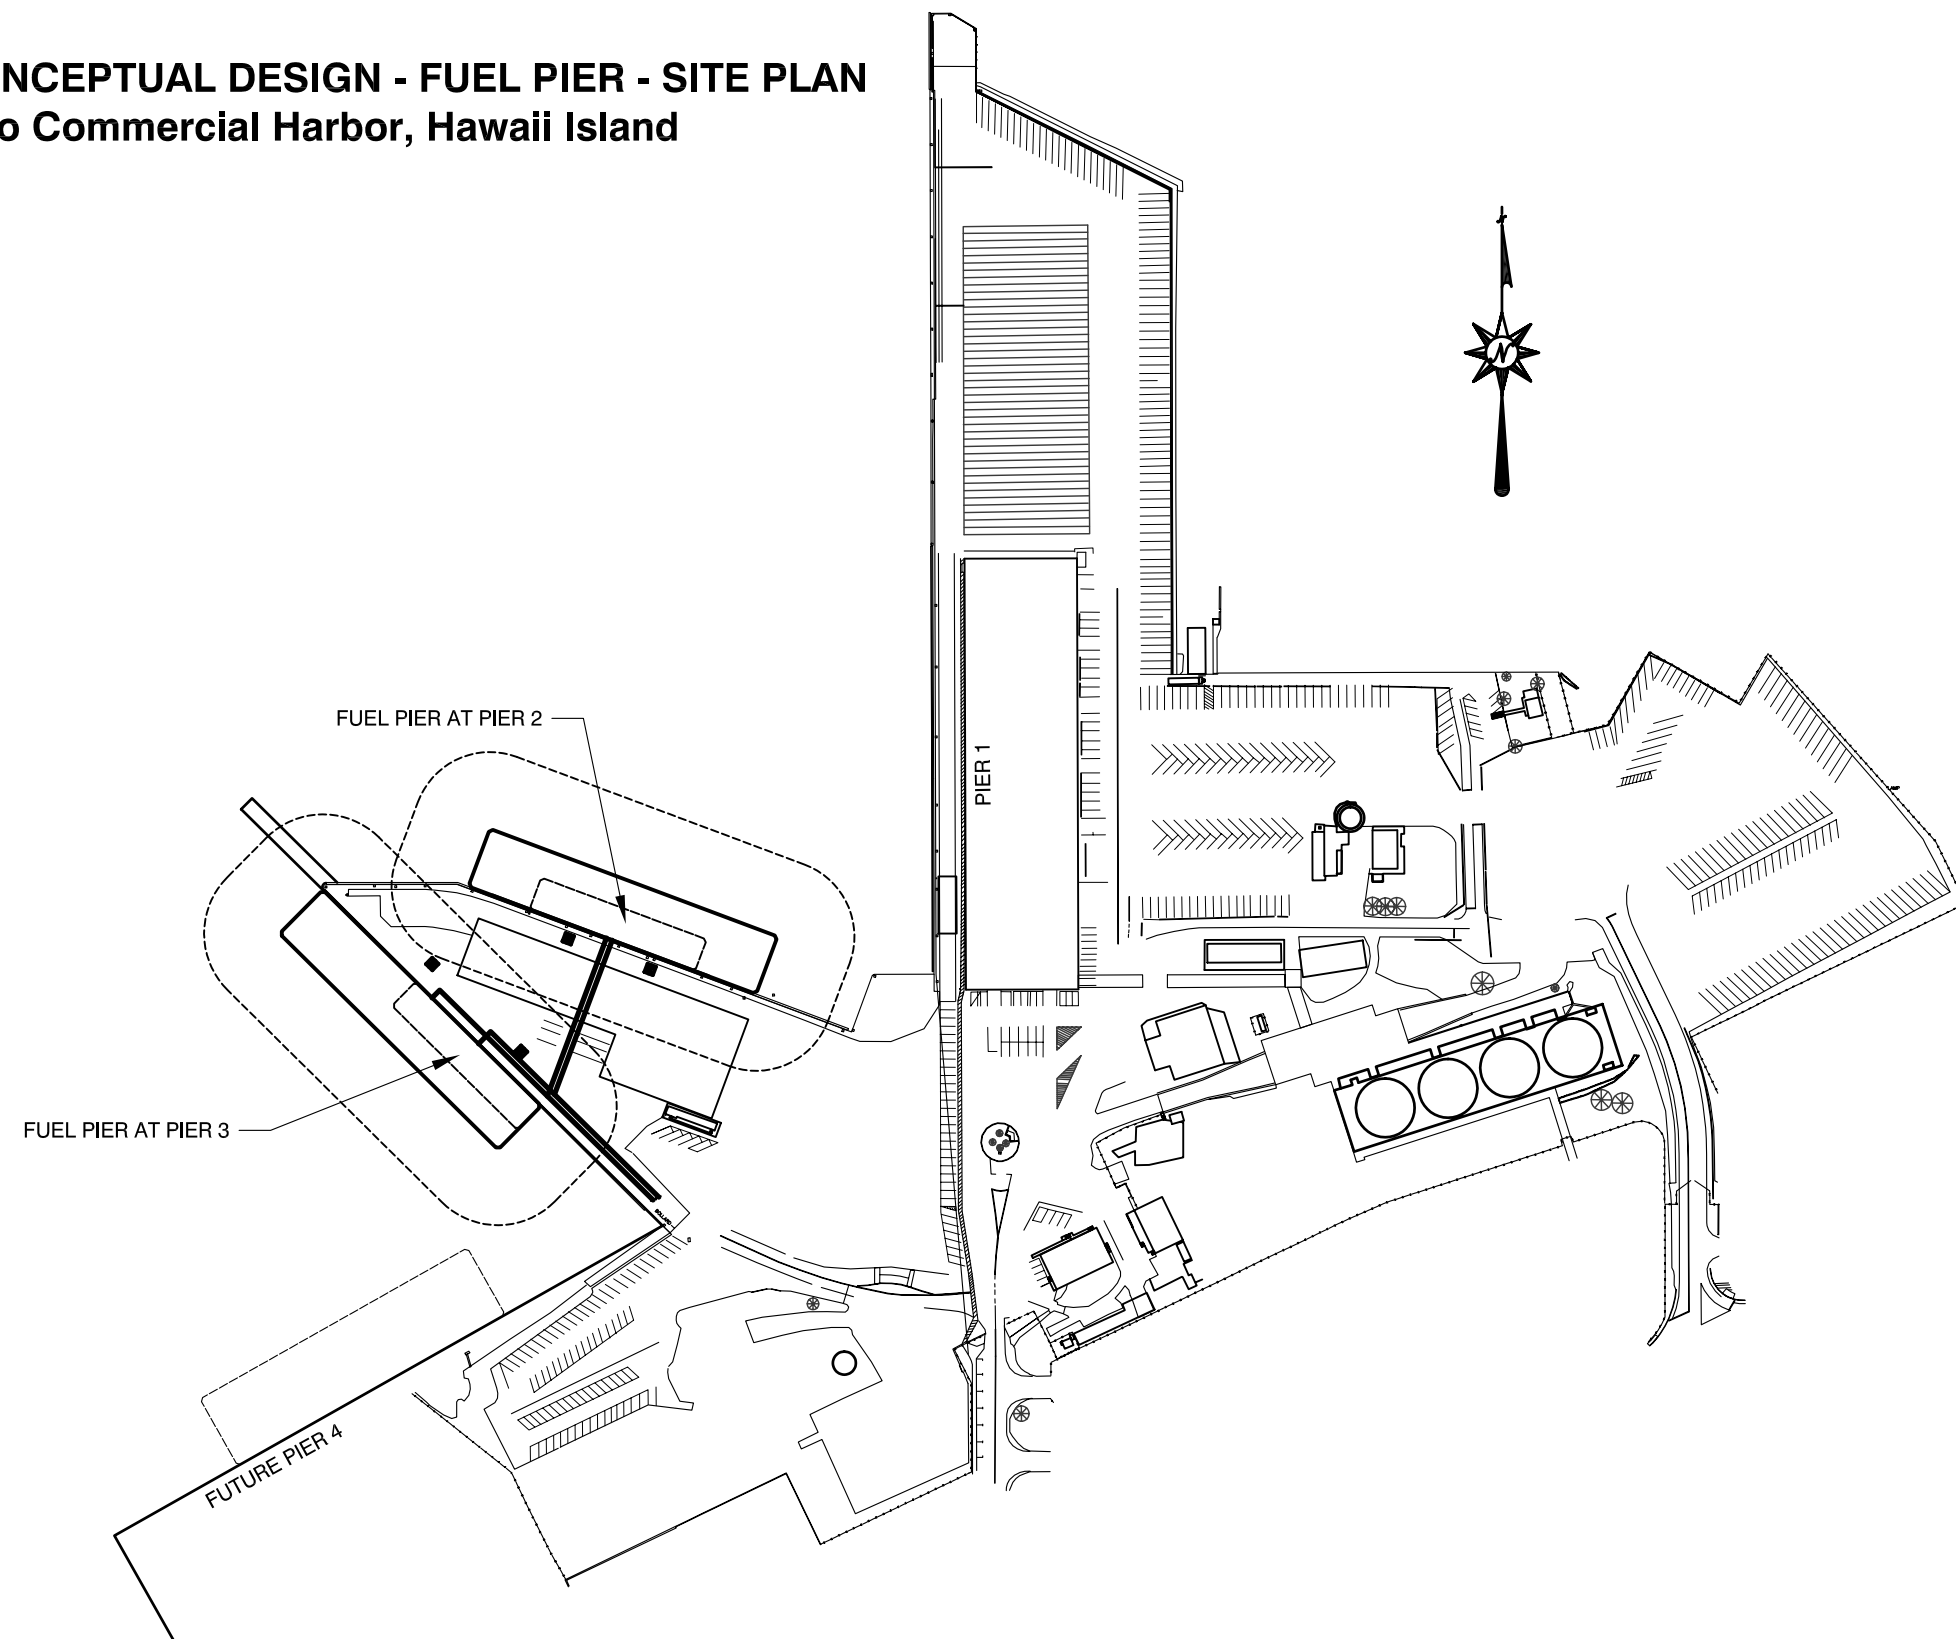 NCEPTUAL DESIGN - FUEL PIER - SITE PLAN
o Commercial Harbor, Hawaii Island
N
FUEL PIER AT PIER 2
PIER 1
FUEL PIER AT PIER 3
BOLLARD
FUTURE PIER 4